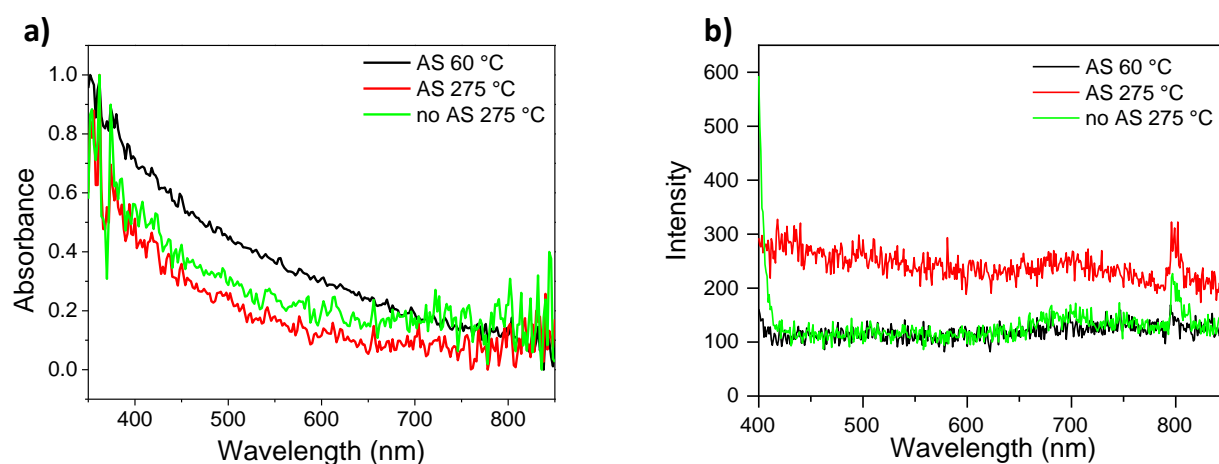 a)
AS 60 °C
AS 275 °C
no AS 275 °C
1.0
0.8
0.6
0.4
0.2
0.0
Absorbance
400 500 600 700 800
Wavelength (nm)
b)
AS 60 °C
AS 275 °C
no AS 275 °C
600
500
400
300
200
100
0
Intensity
400 500 600 700 800
Wavelength (nm)